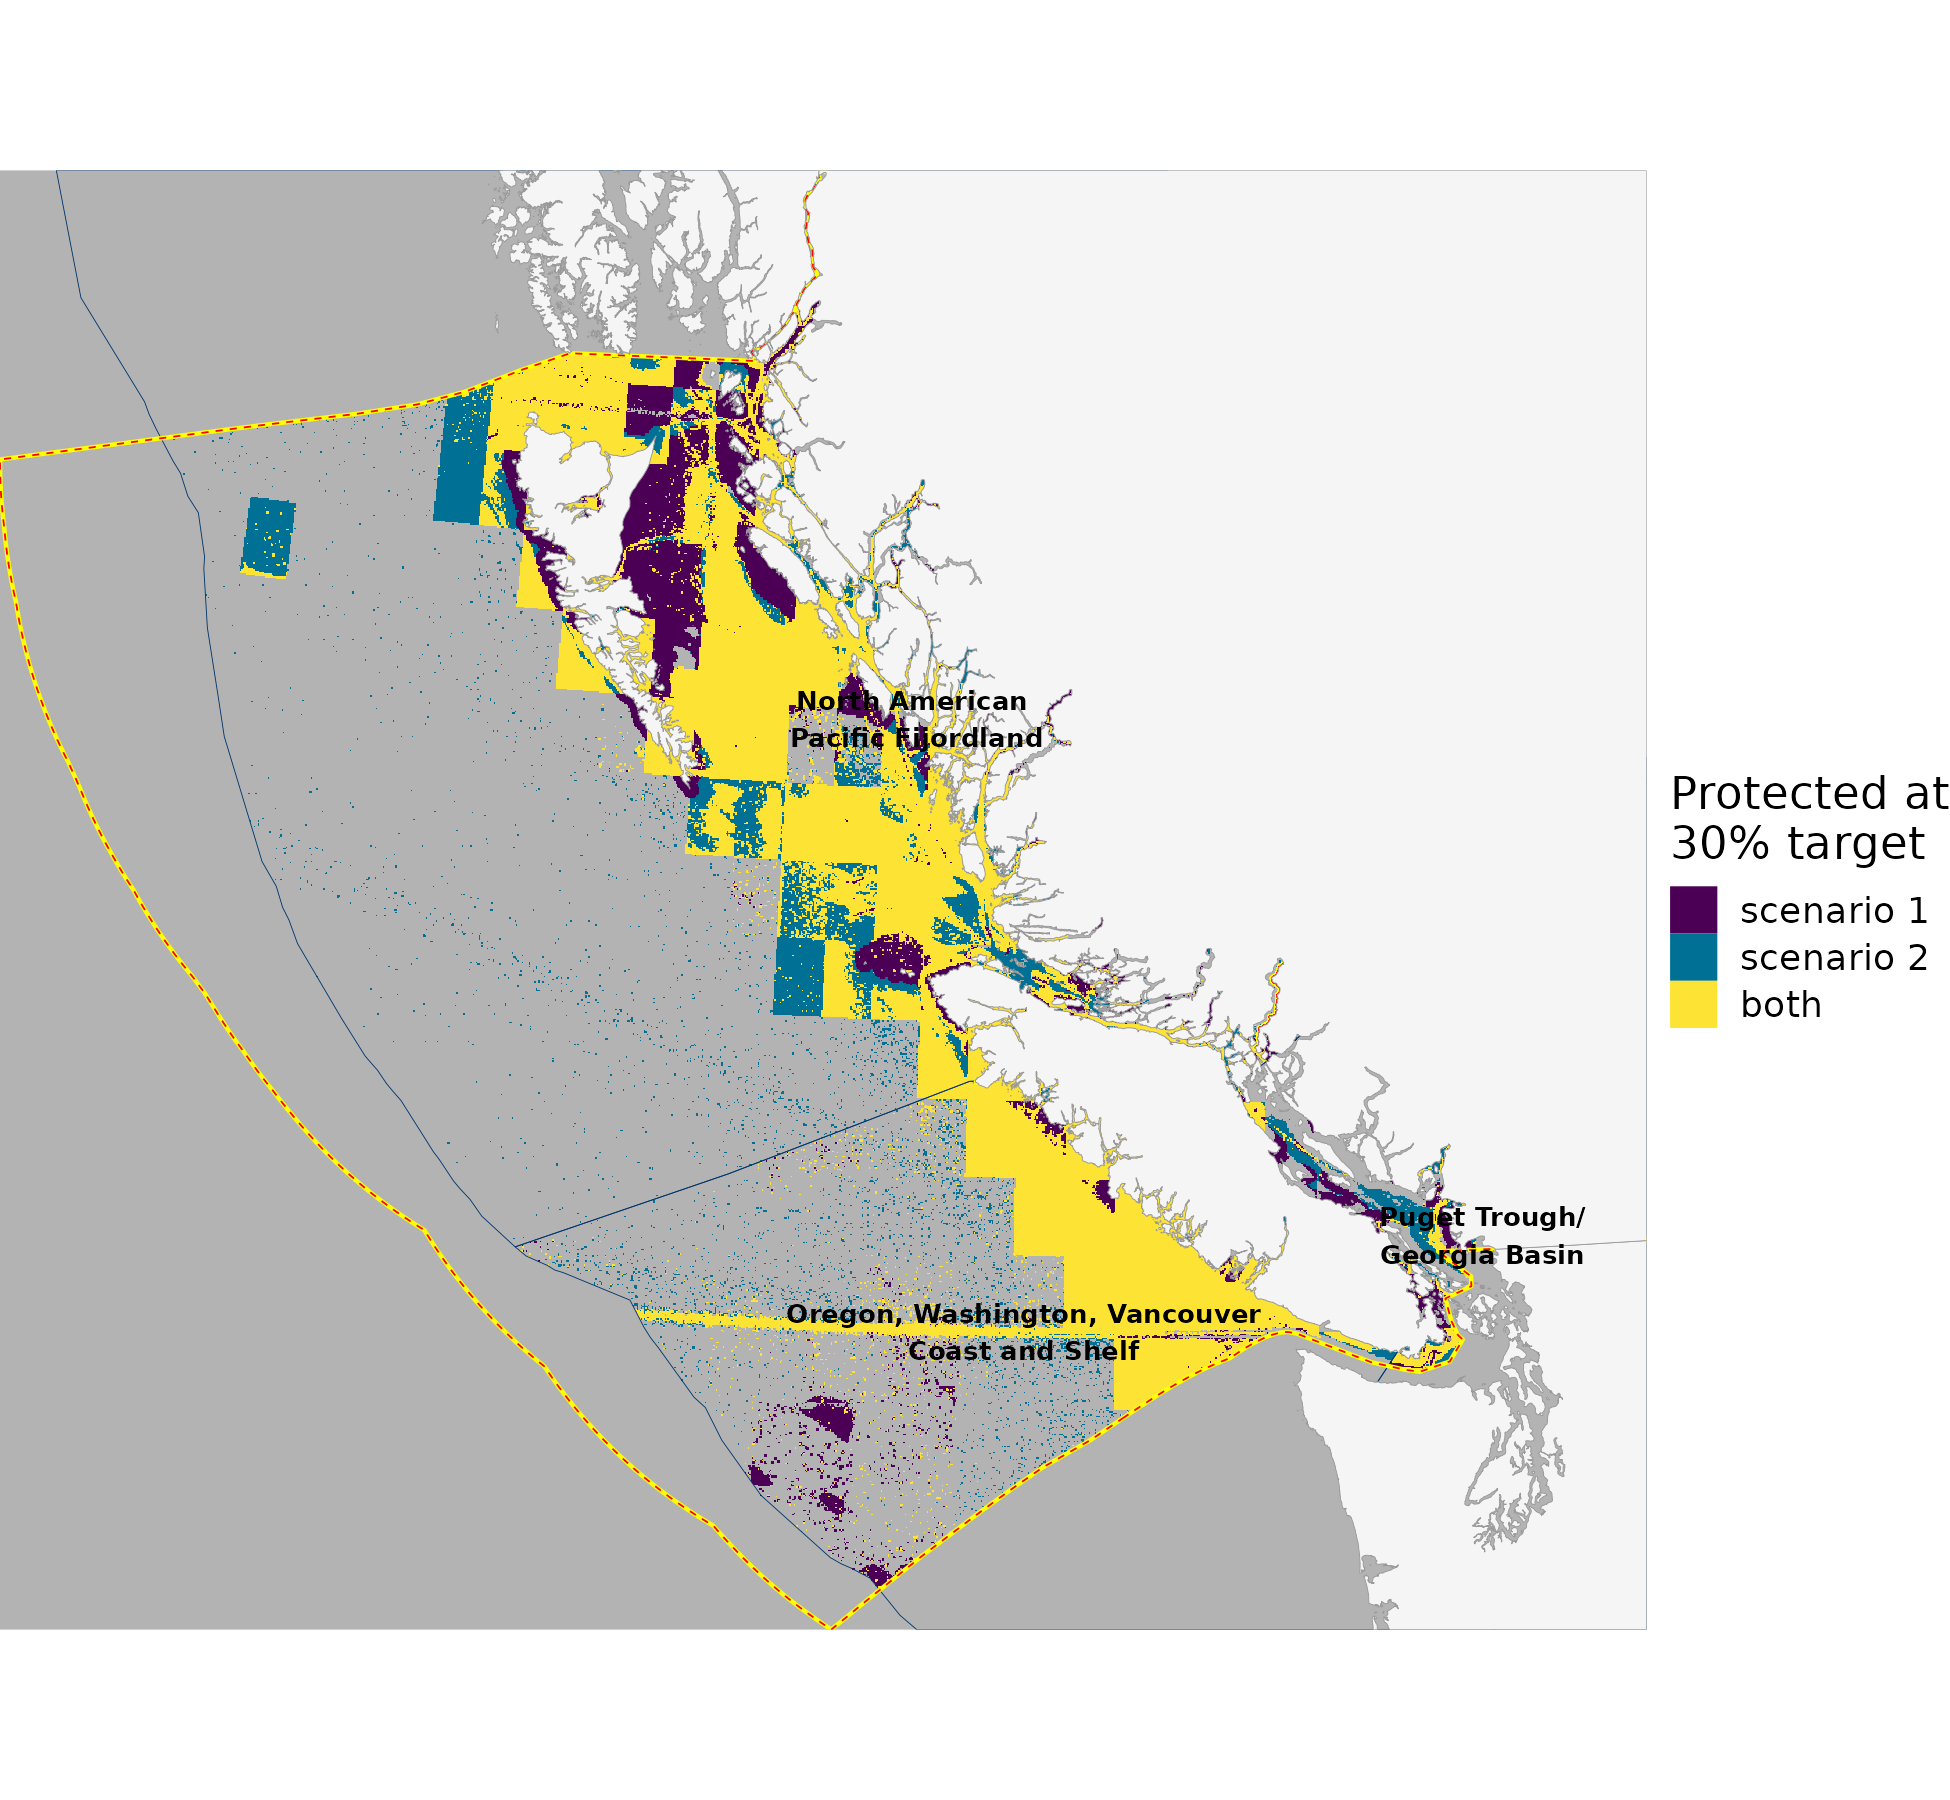 North American
Pacific Fjordland
Protected at
30% target
scenario 1
scenario 2
both
Puget Trough/
Georgia Basin
Oregon, Washington, Vancouver
Coast and Shelf